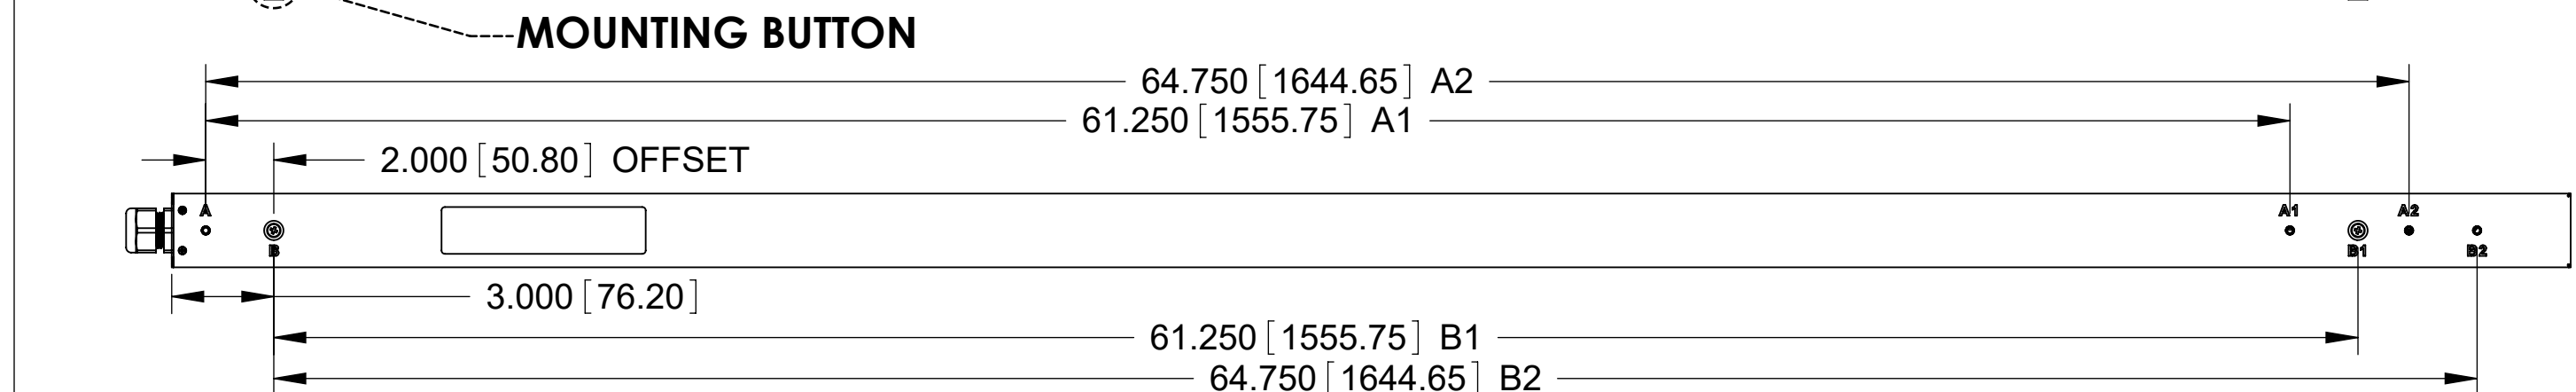 MOUNTING BUTTON
64.750 [1644.65] A2
61.250 [1555.75] A1
2.000 [50.80] OFFSET
A A1 A2
B B1 B2
3.000 [76.20]
61.250 [1555.75] B1
64.750 [1644.65] B2